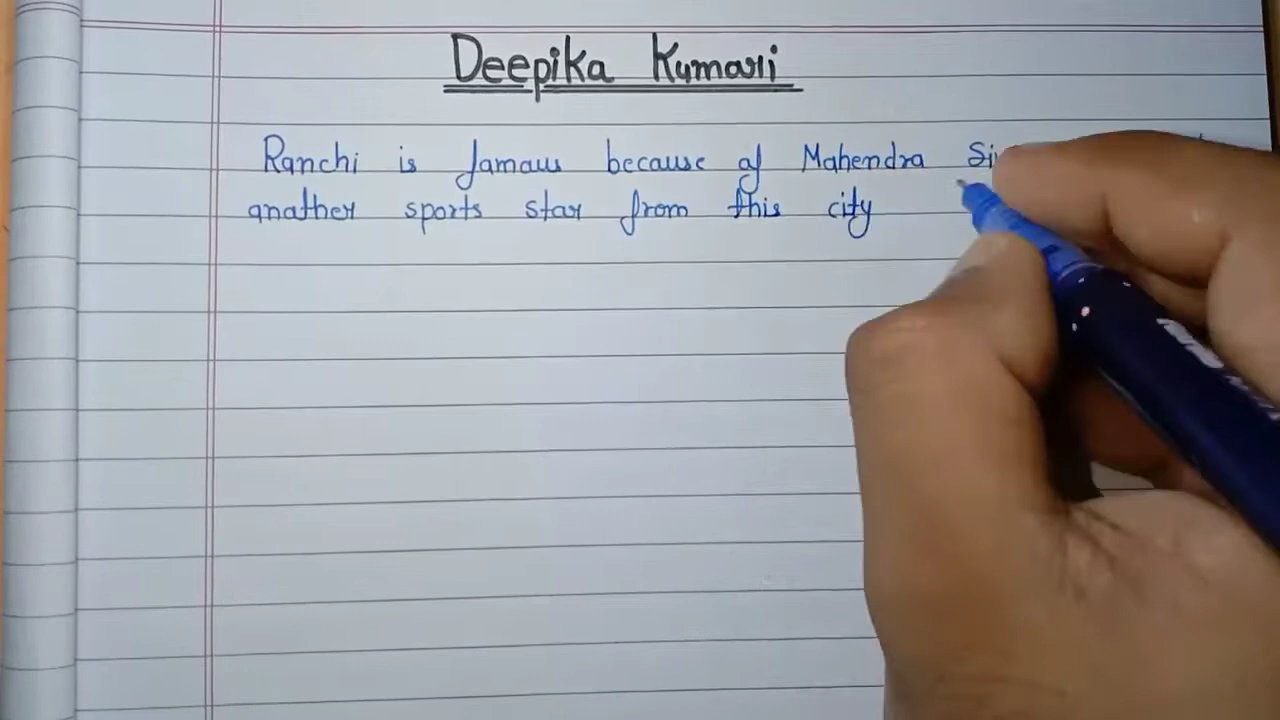 Deepika Kumari
Ranchi is famous because of Mahendra
another sports star from this city